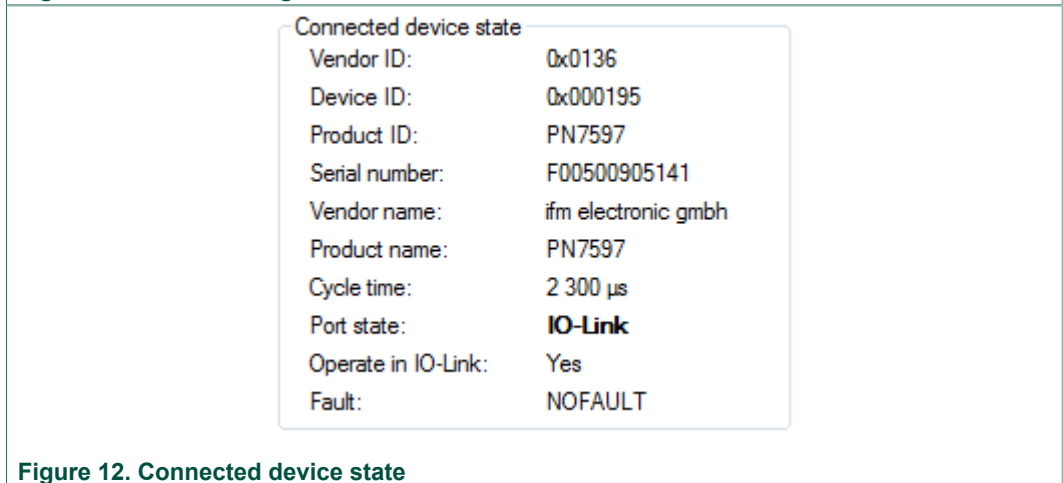 Connected device state
Vendor ID: 0x0136
Device ID: 0x000195
Product ID: PN7597
Serial number: F00500905141
Vendor name: ifm electronic gmbh
Product name: PN7597
Cycle time: 2 300 µs
Port state: IO-Link
Operate in IO-Link: Yes
Fault: NOFAULT
Figure 12. Connected device state